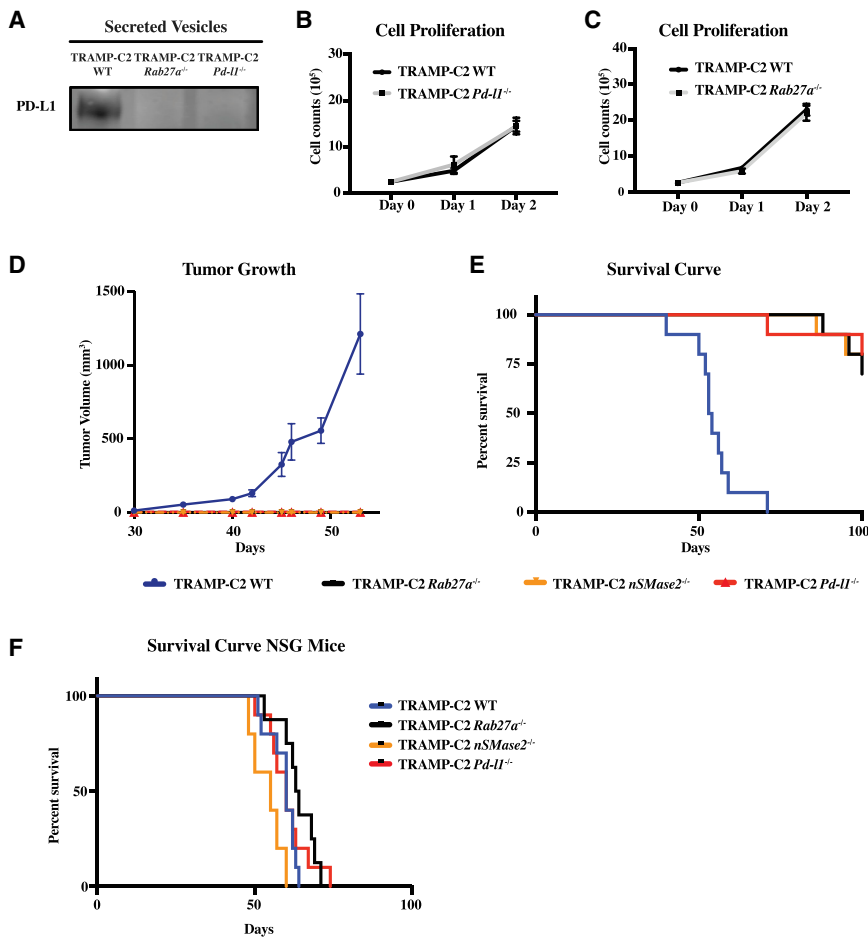 A
Secreted Vesicles
TRAMP-C2 TRAMP-C2 TRAMP-C2
WT Rab27a-/- Pd-l1-/-
PD-L1
B
Cell Proliferation
Cell counts (10⁵)
30
20
10
0
Day 0 Day 1 Day 2
TRAMP-C2 WT
TRAMP-C2 Pd-l1-/-
C
Cell Proliferation
Cell counts (10⁵)
40
30
20
10
0
Day 0 Day 1 Day 2
TRAMP-C2 WT
TRAMP-C2 Rab27a-/-
D
Tumor Growth
Tumor Volume (mm³)
1500
1000
500
0
30 40 50
Days
E
Survival Curve
Percent survival
100
75
50
25
0 50 100
Days
TRAMP-C2 WT TRAMP-C2 Rab27a-/- TRAMP-C2 nSMase2-/- TRAMP-C2 Pd-l1-/-
F
Survival Curve NSG Mice
Percent survival
100
50
0
0 50 100
Days
TRAMP-C2 WT
TRAMP-C2 Rab27a-/-
TRAMP-C2 nSMase2-/-
TRAMP-C2 Pd-l1-/-